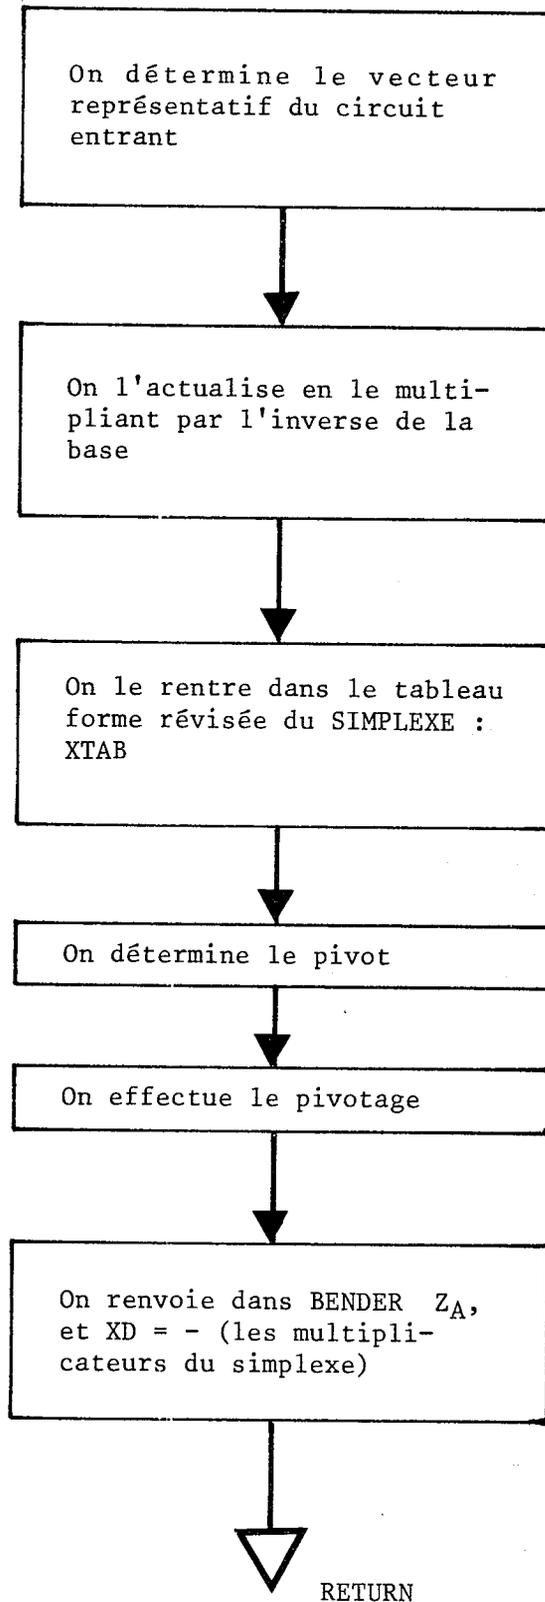 On détermine le vecteur
représentatif du circuit
entrant
On l'actualise en le multi-
pliant par l'inverse de la
base
On le rentre dans le tableau
forme révisée du SIMPLEXE :
XTAB
On détermine le pivot
On effectue le pivotage
On renvoie dans BENDER Z_A,
et XD = - (les multipli-
cateurs du simplexe)
RETURN